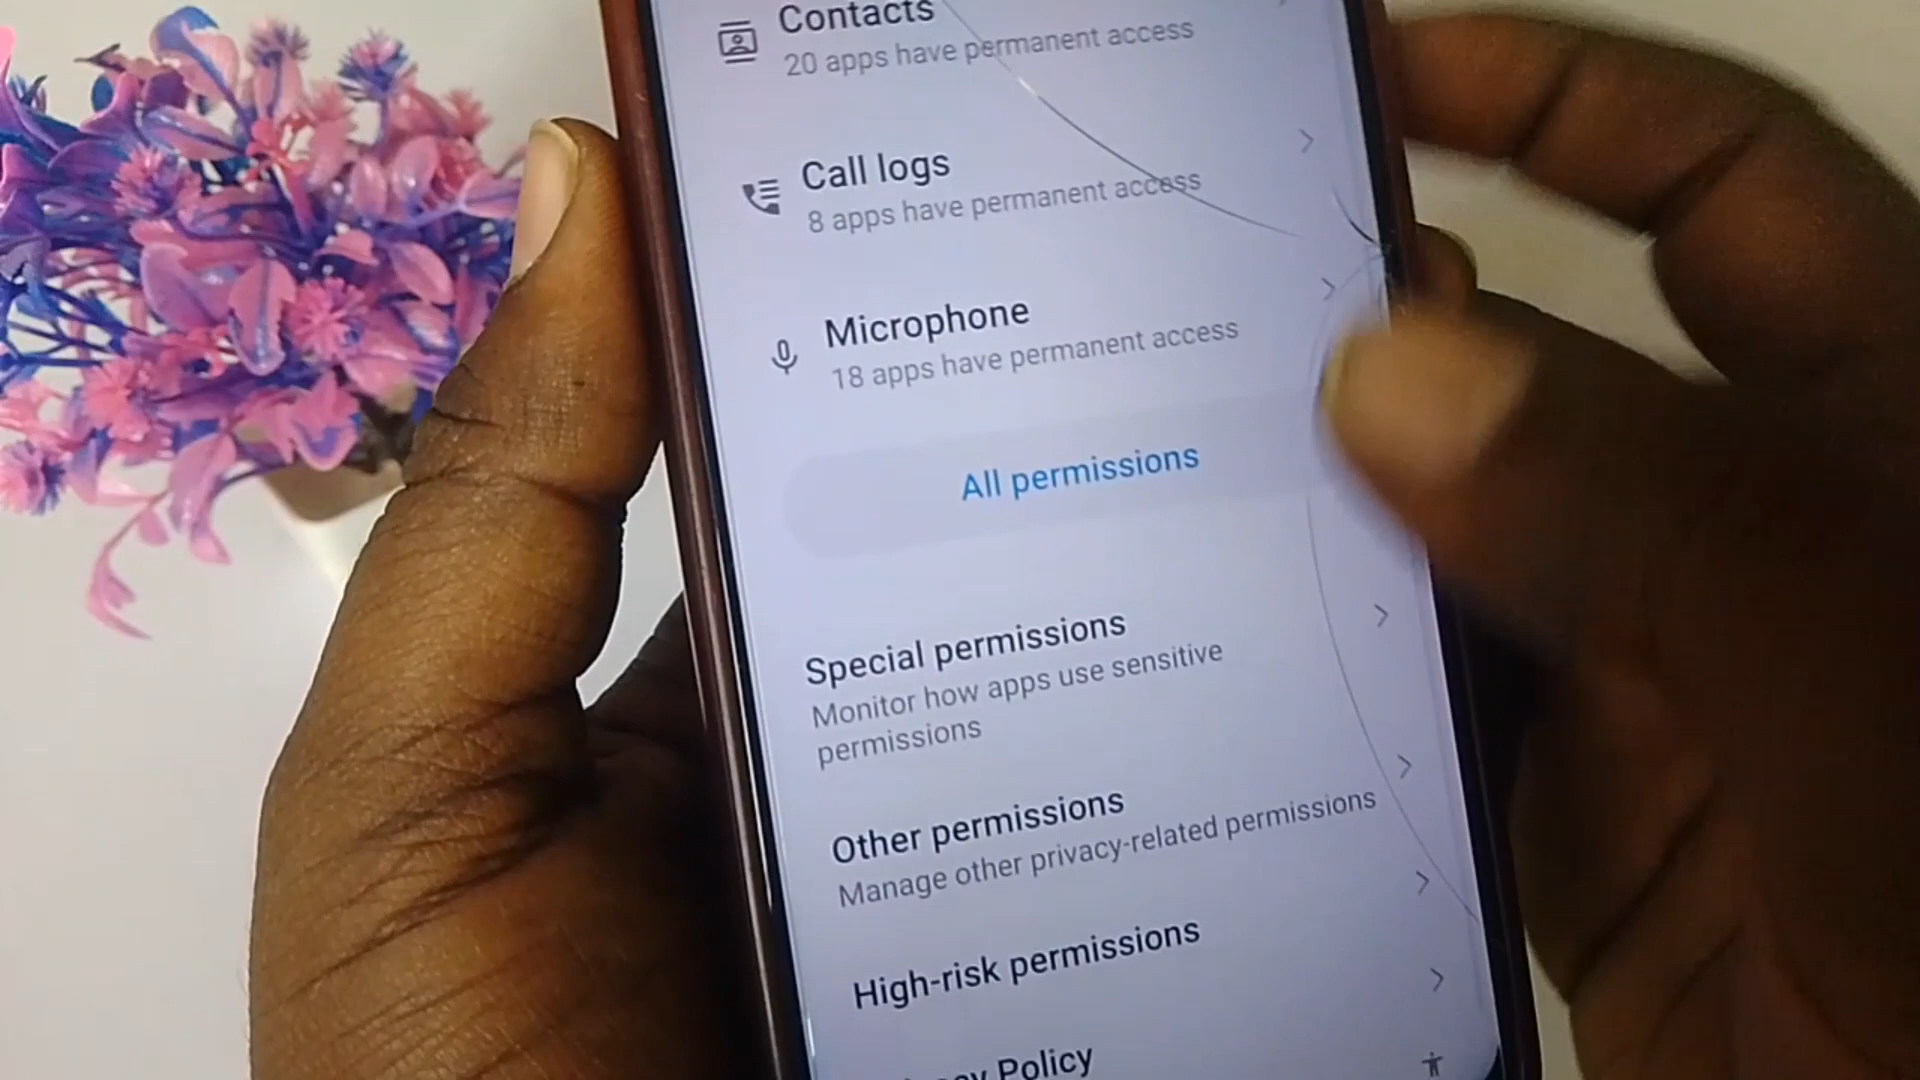 Contacts
20 apps have permanent access
Call logs
8 apps have permanent access
Microphone
18 apps have permanent access
All permissions
Special permissions
Monitor how apps use sensitive
permissions
Other permissions
Manage other privacy-related permissions
High-risk permissions
Policy